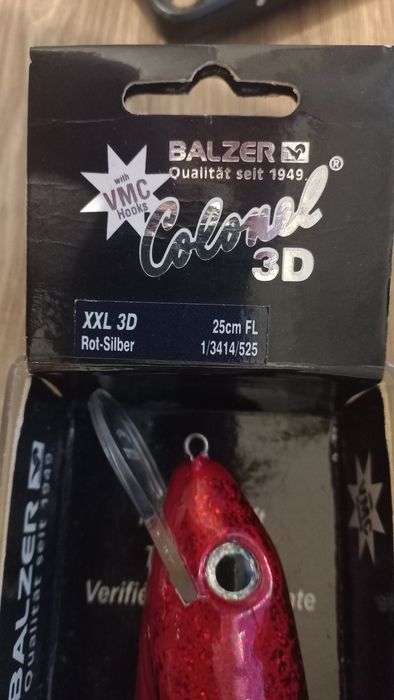 BALZER
Qualität seit 1949
with
VMC
Hooks
Colonel®
3D
XXL 3D
25cm FL
Rot-Silber
1/3414/525
BALZER
Qualität seit 1949
VMC
Verifie